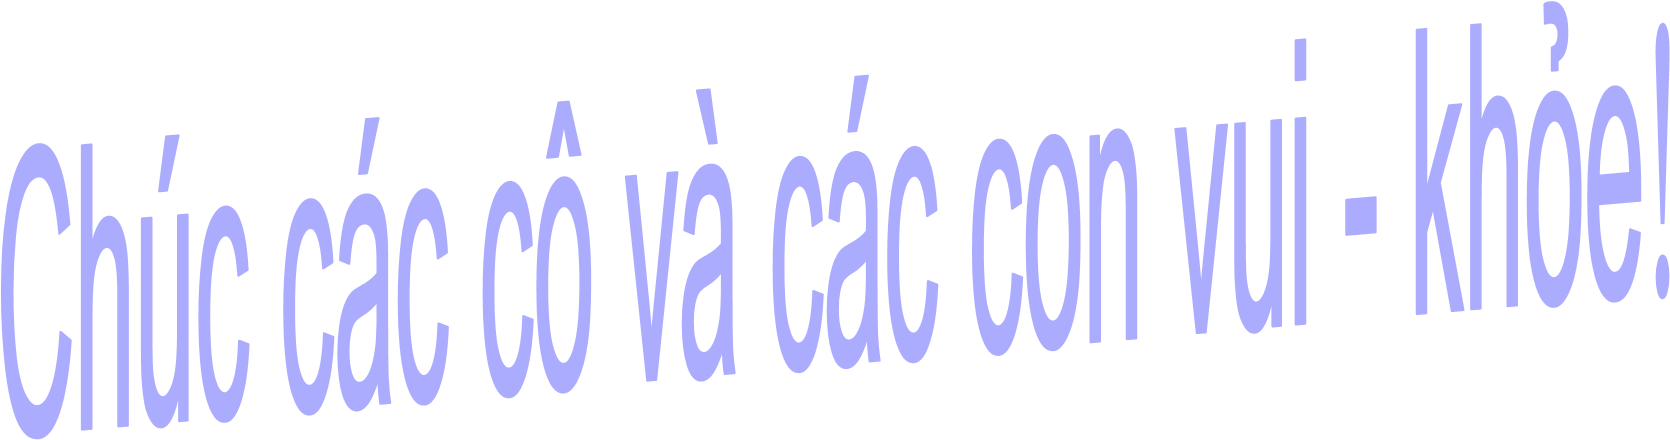 Chúc các cô và các con vui - khỏe!